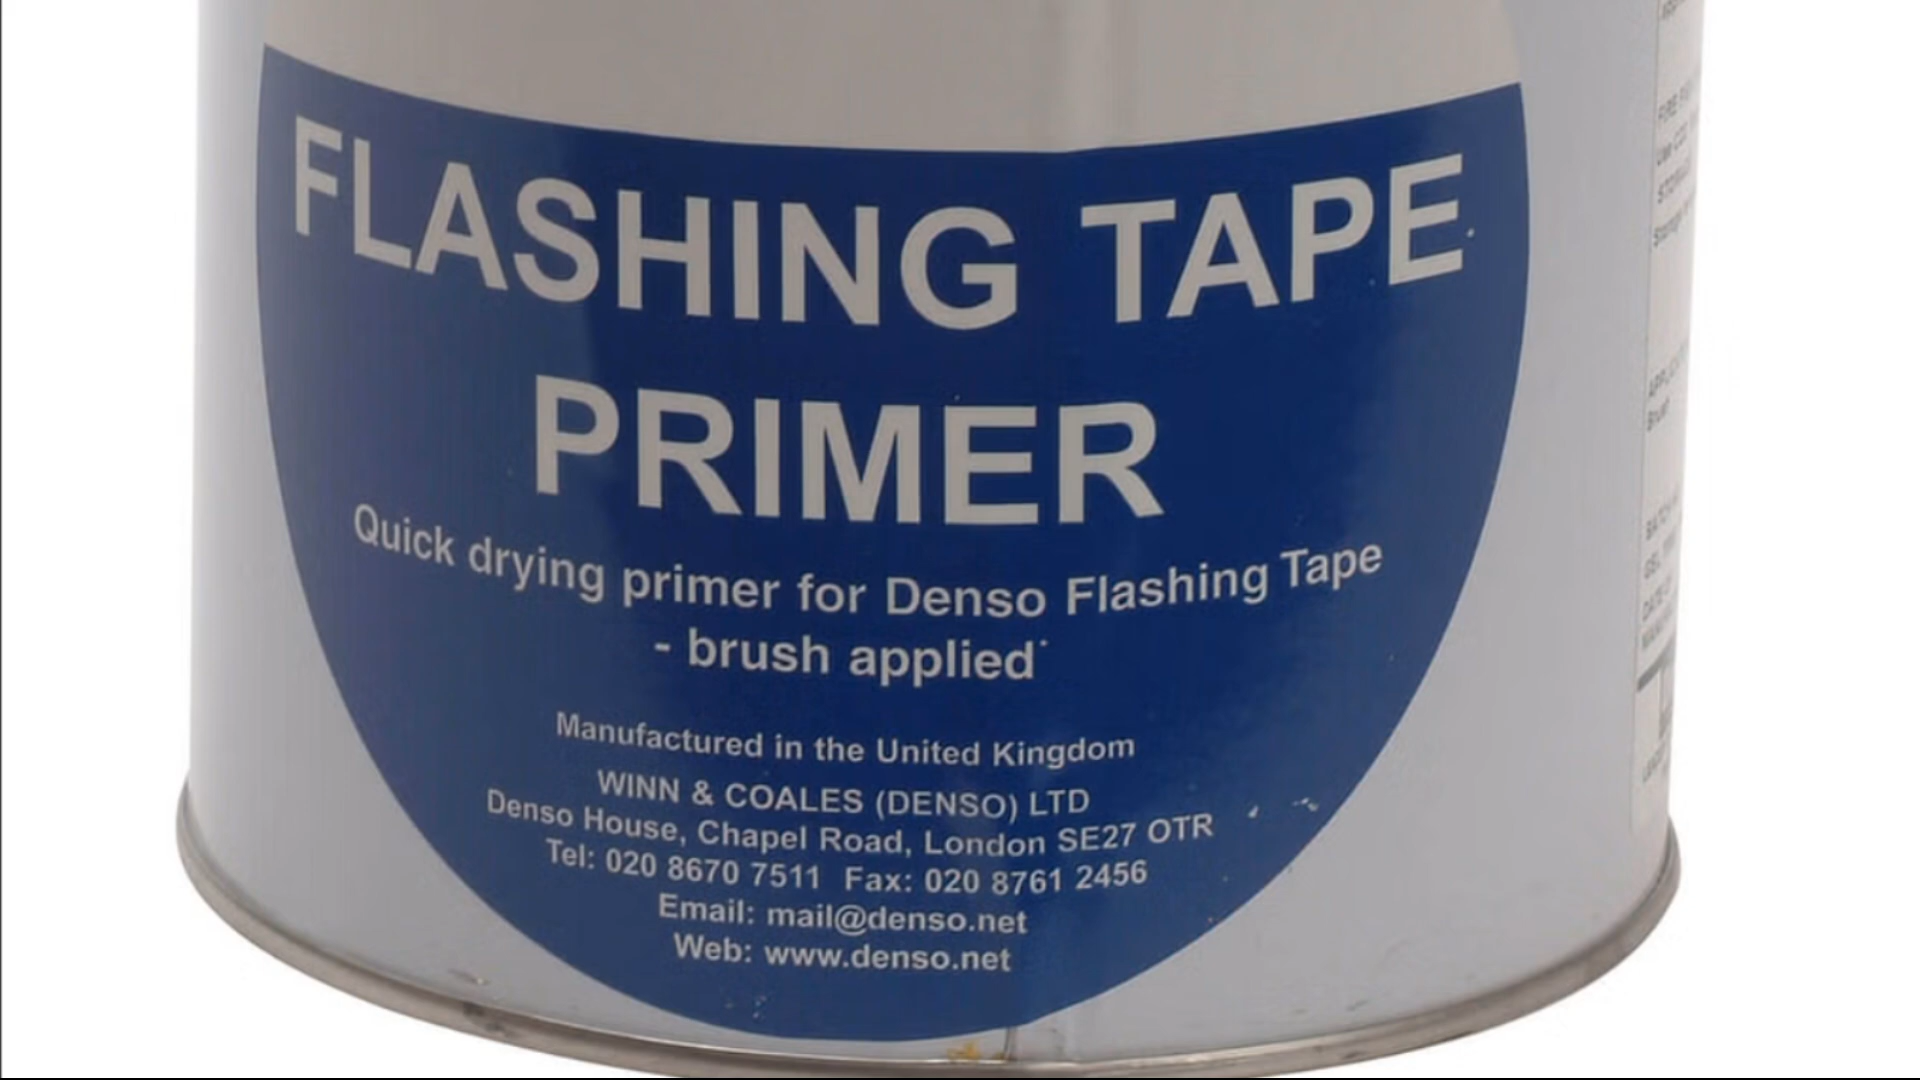 FLASHING TAPE
PRIMER
Quick drying primer for Denso Flashing Tape
- brush applied
Manufactured in the United Kingdom
WINN & COALES (DENSO) LTD
Denso House, Chapel Road, London SE27 OTR
Tel: 020 8670 7511 Fax: 020 8761 2456
Email: mail@denso.net
Web: www.denso.net